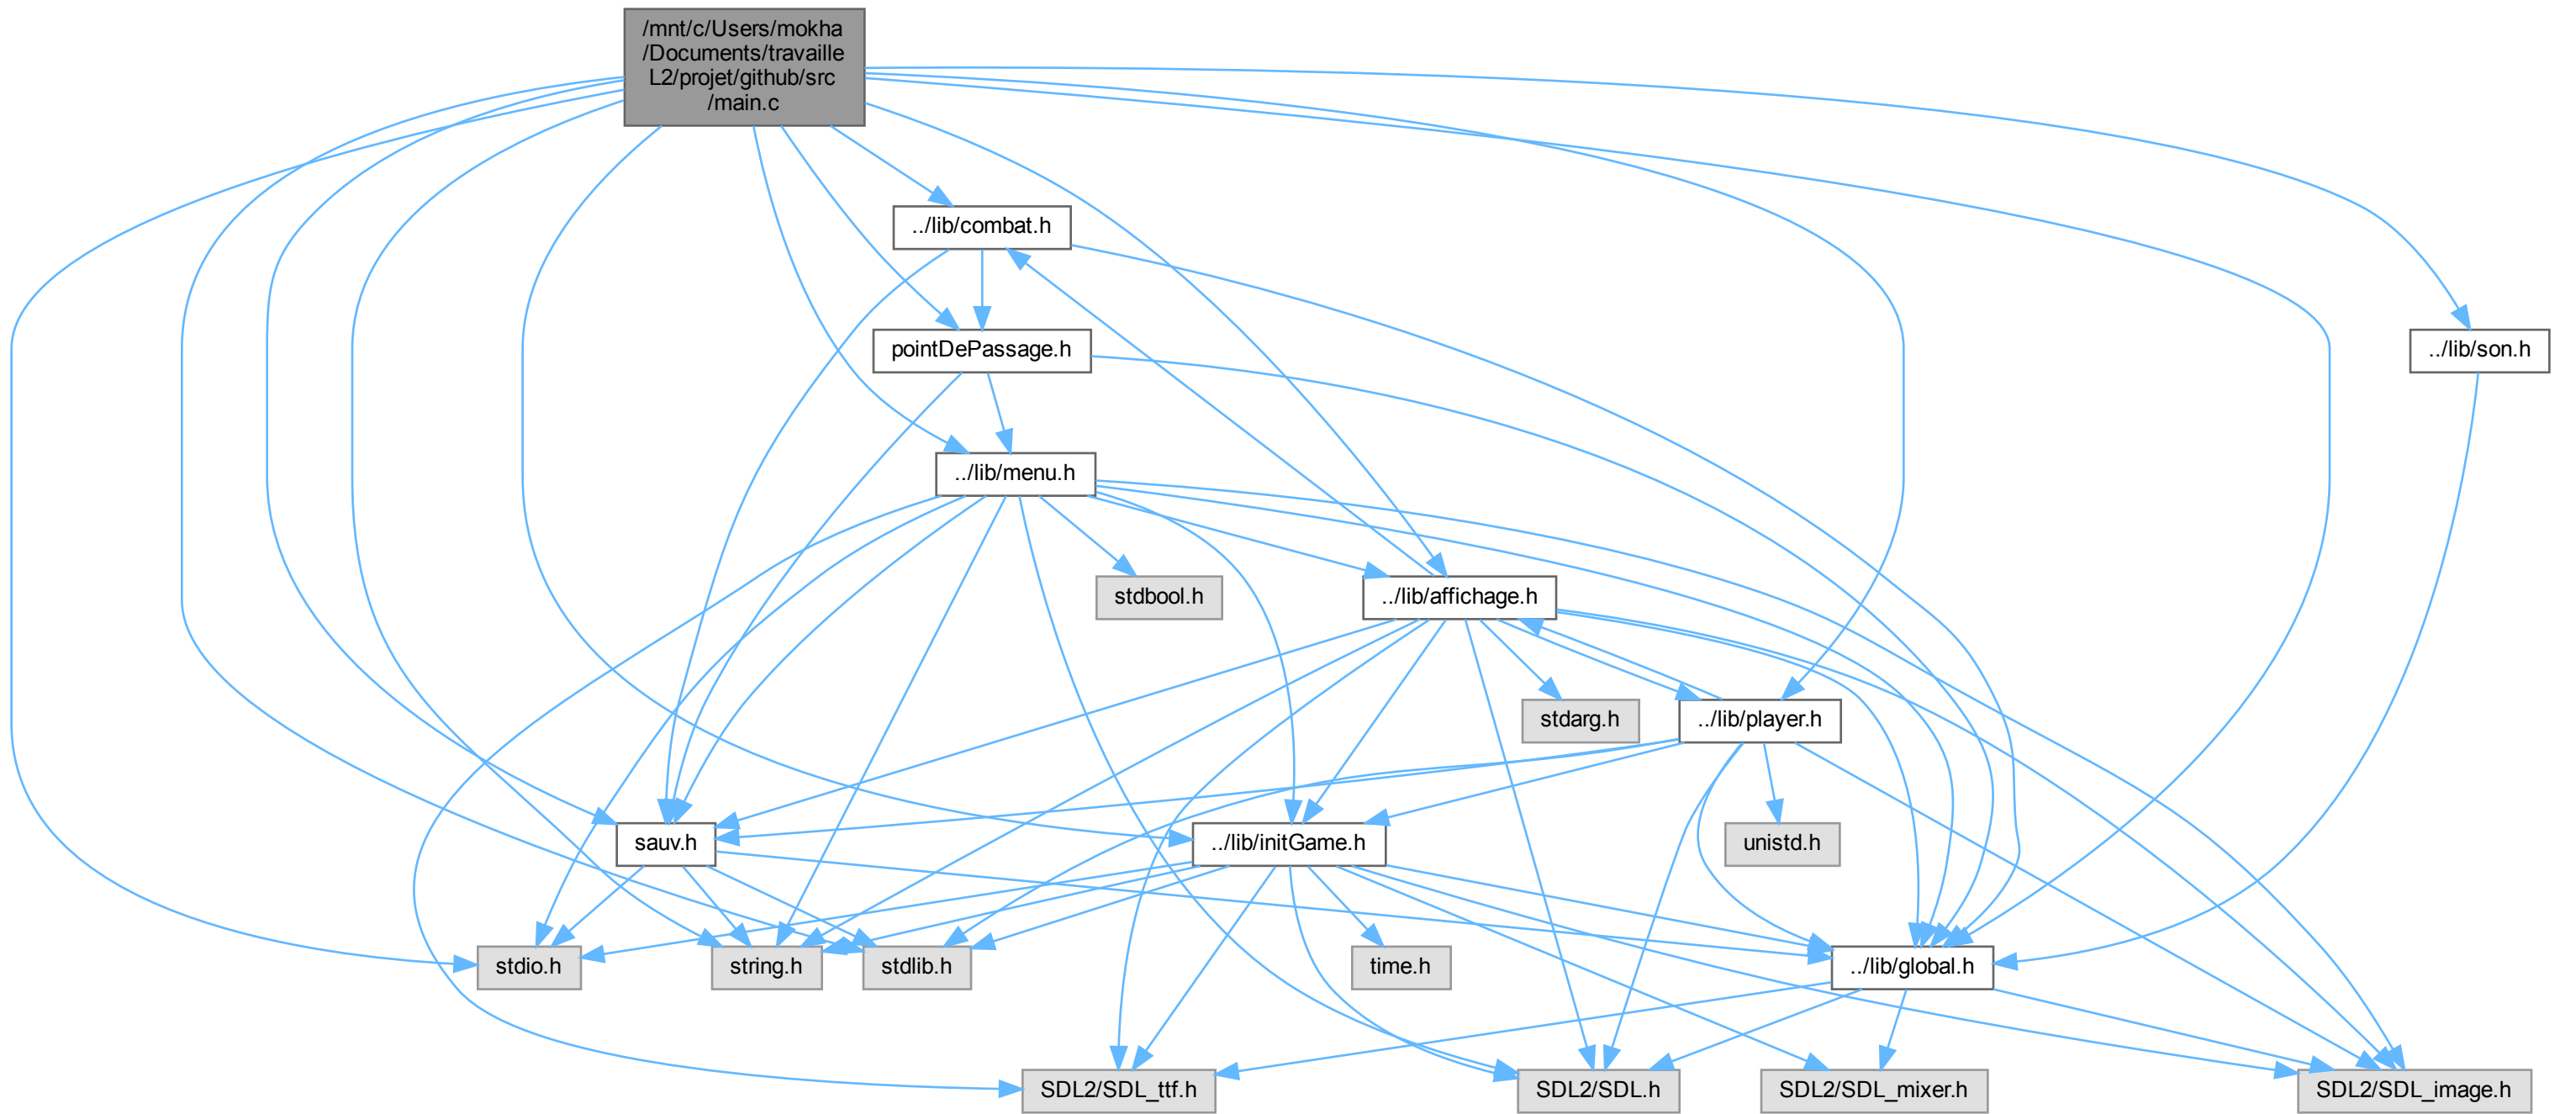 /mnt/c/Users/mokha
/Documents/travaille
L2/projet/github/src
/main.c
../lib/combat.h
pointDePassage.h
../lib/son.h
../lib/menu.h
stdbool.h
../lib/affichage.h
stdarg.h
../lib/player.h
sauv.h
../lib/initGame.h
unistd.h
stdio.h
string.h
stdlib.h
time.h
../lib/global.h
SDL2/SDL_ttf.h
SDL2/SDL.h
SDL2/SDL_mixer.h
SDL2/SDL_image.h